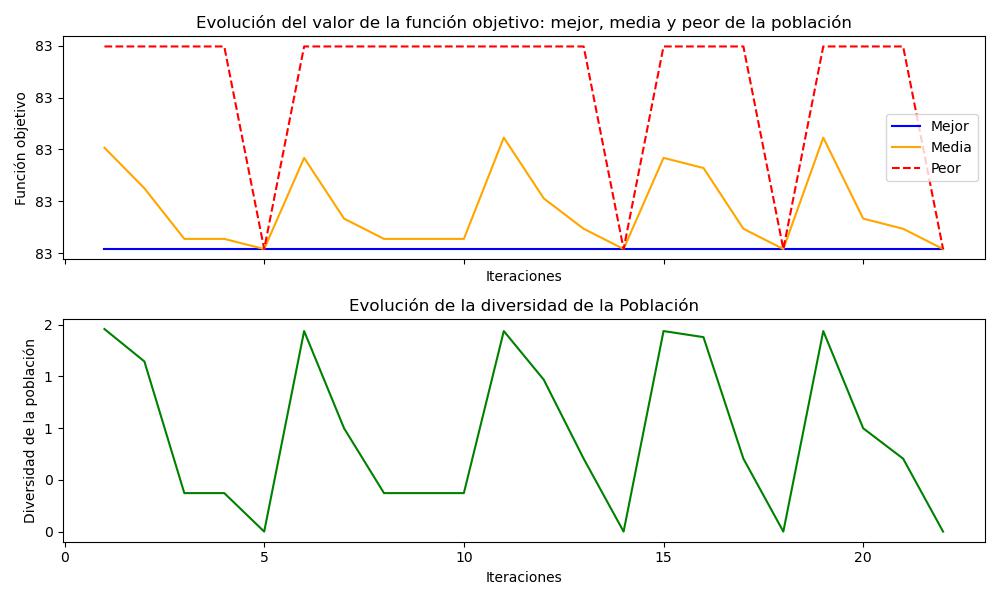 Evolución del valor de la función objetivo: mejor, media y peor de la población
83
83
83
83
83
Función objetivo
Mejor
Media
Peor
Iteraciones
Evolución de la diversidad de la Población
2
1
1
0
0
Diversidad de la población
0 5 10 15 20
Iteraciones